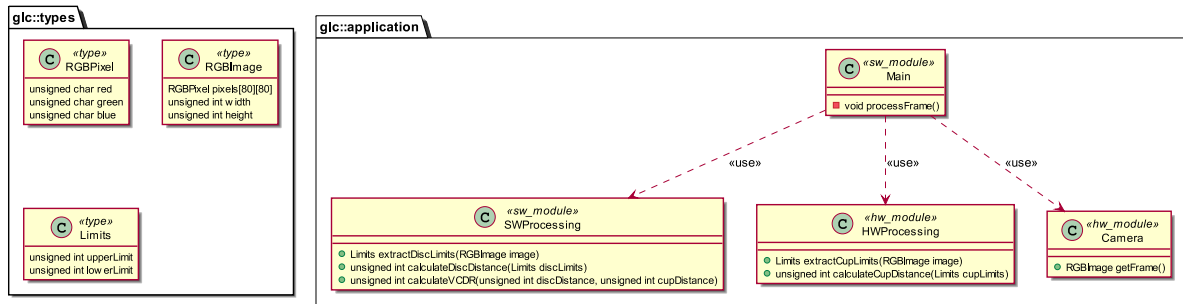 glc::types
«type»
RGBPixel
unsigned char red
unsigned char green
unsigned char blue
«type»
RGBImage
RGBPixel pixels[80][80]
unsigned int width
unsigned int height
«type»
Limits
unsigned int upperLimit
unsigned int lowerLimit
glc::application
«sw_module»
Main
void processFrame()
«use»
«use»
«use»
«sw_module»
SWProcessing
Limits extractDiscLimits(RGBImage image)
unsigned int calculateDiscDistance(Limits discLimits)
unsigned int calculateVCDR(unsigned int discDistance, unsigned int cupDistance)
«hw_module»
HWProcessing
Limits extractCupLimits(RGBImage image)
unsigned int calculateCupDistance(Limits cupLimits)
«hw_module»
Camera
RGBImage getFrame()